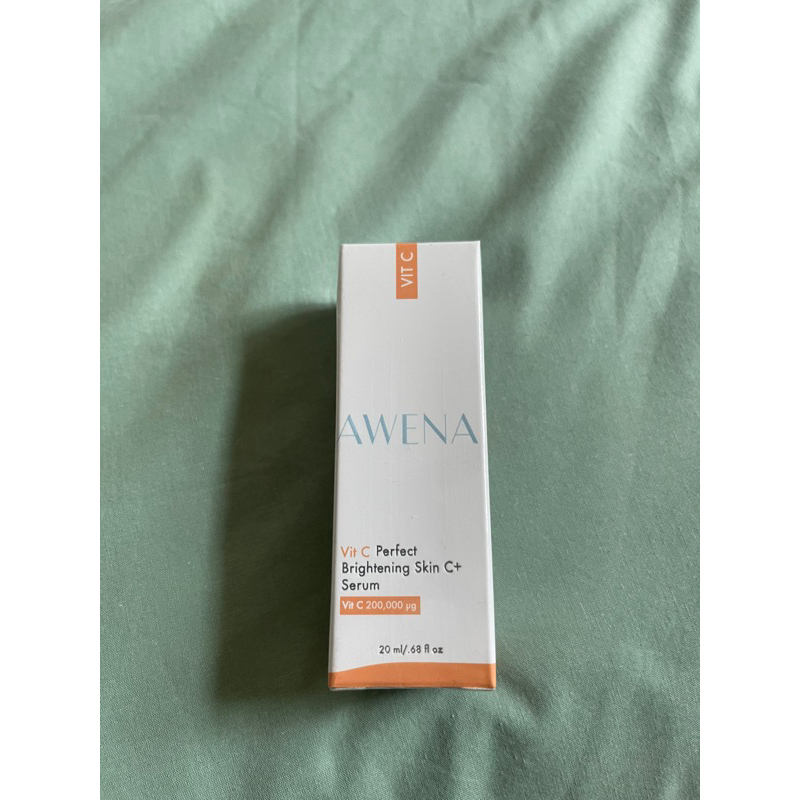 VIT C
AWENA
Vit C Perfect
Brightening Skin C+
Serum
Vit C 200,000 µg
20 ml/.68 fl oz